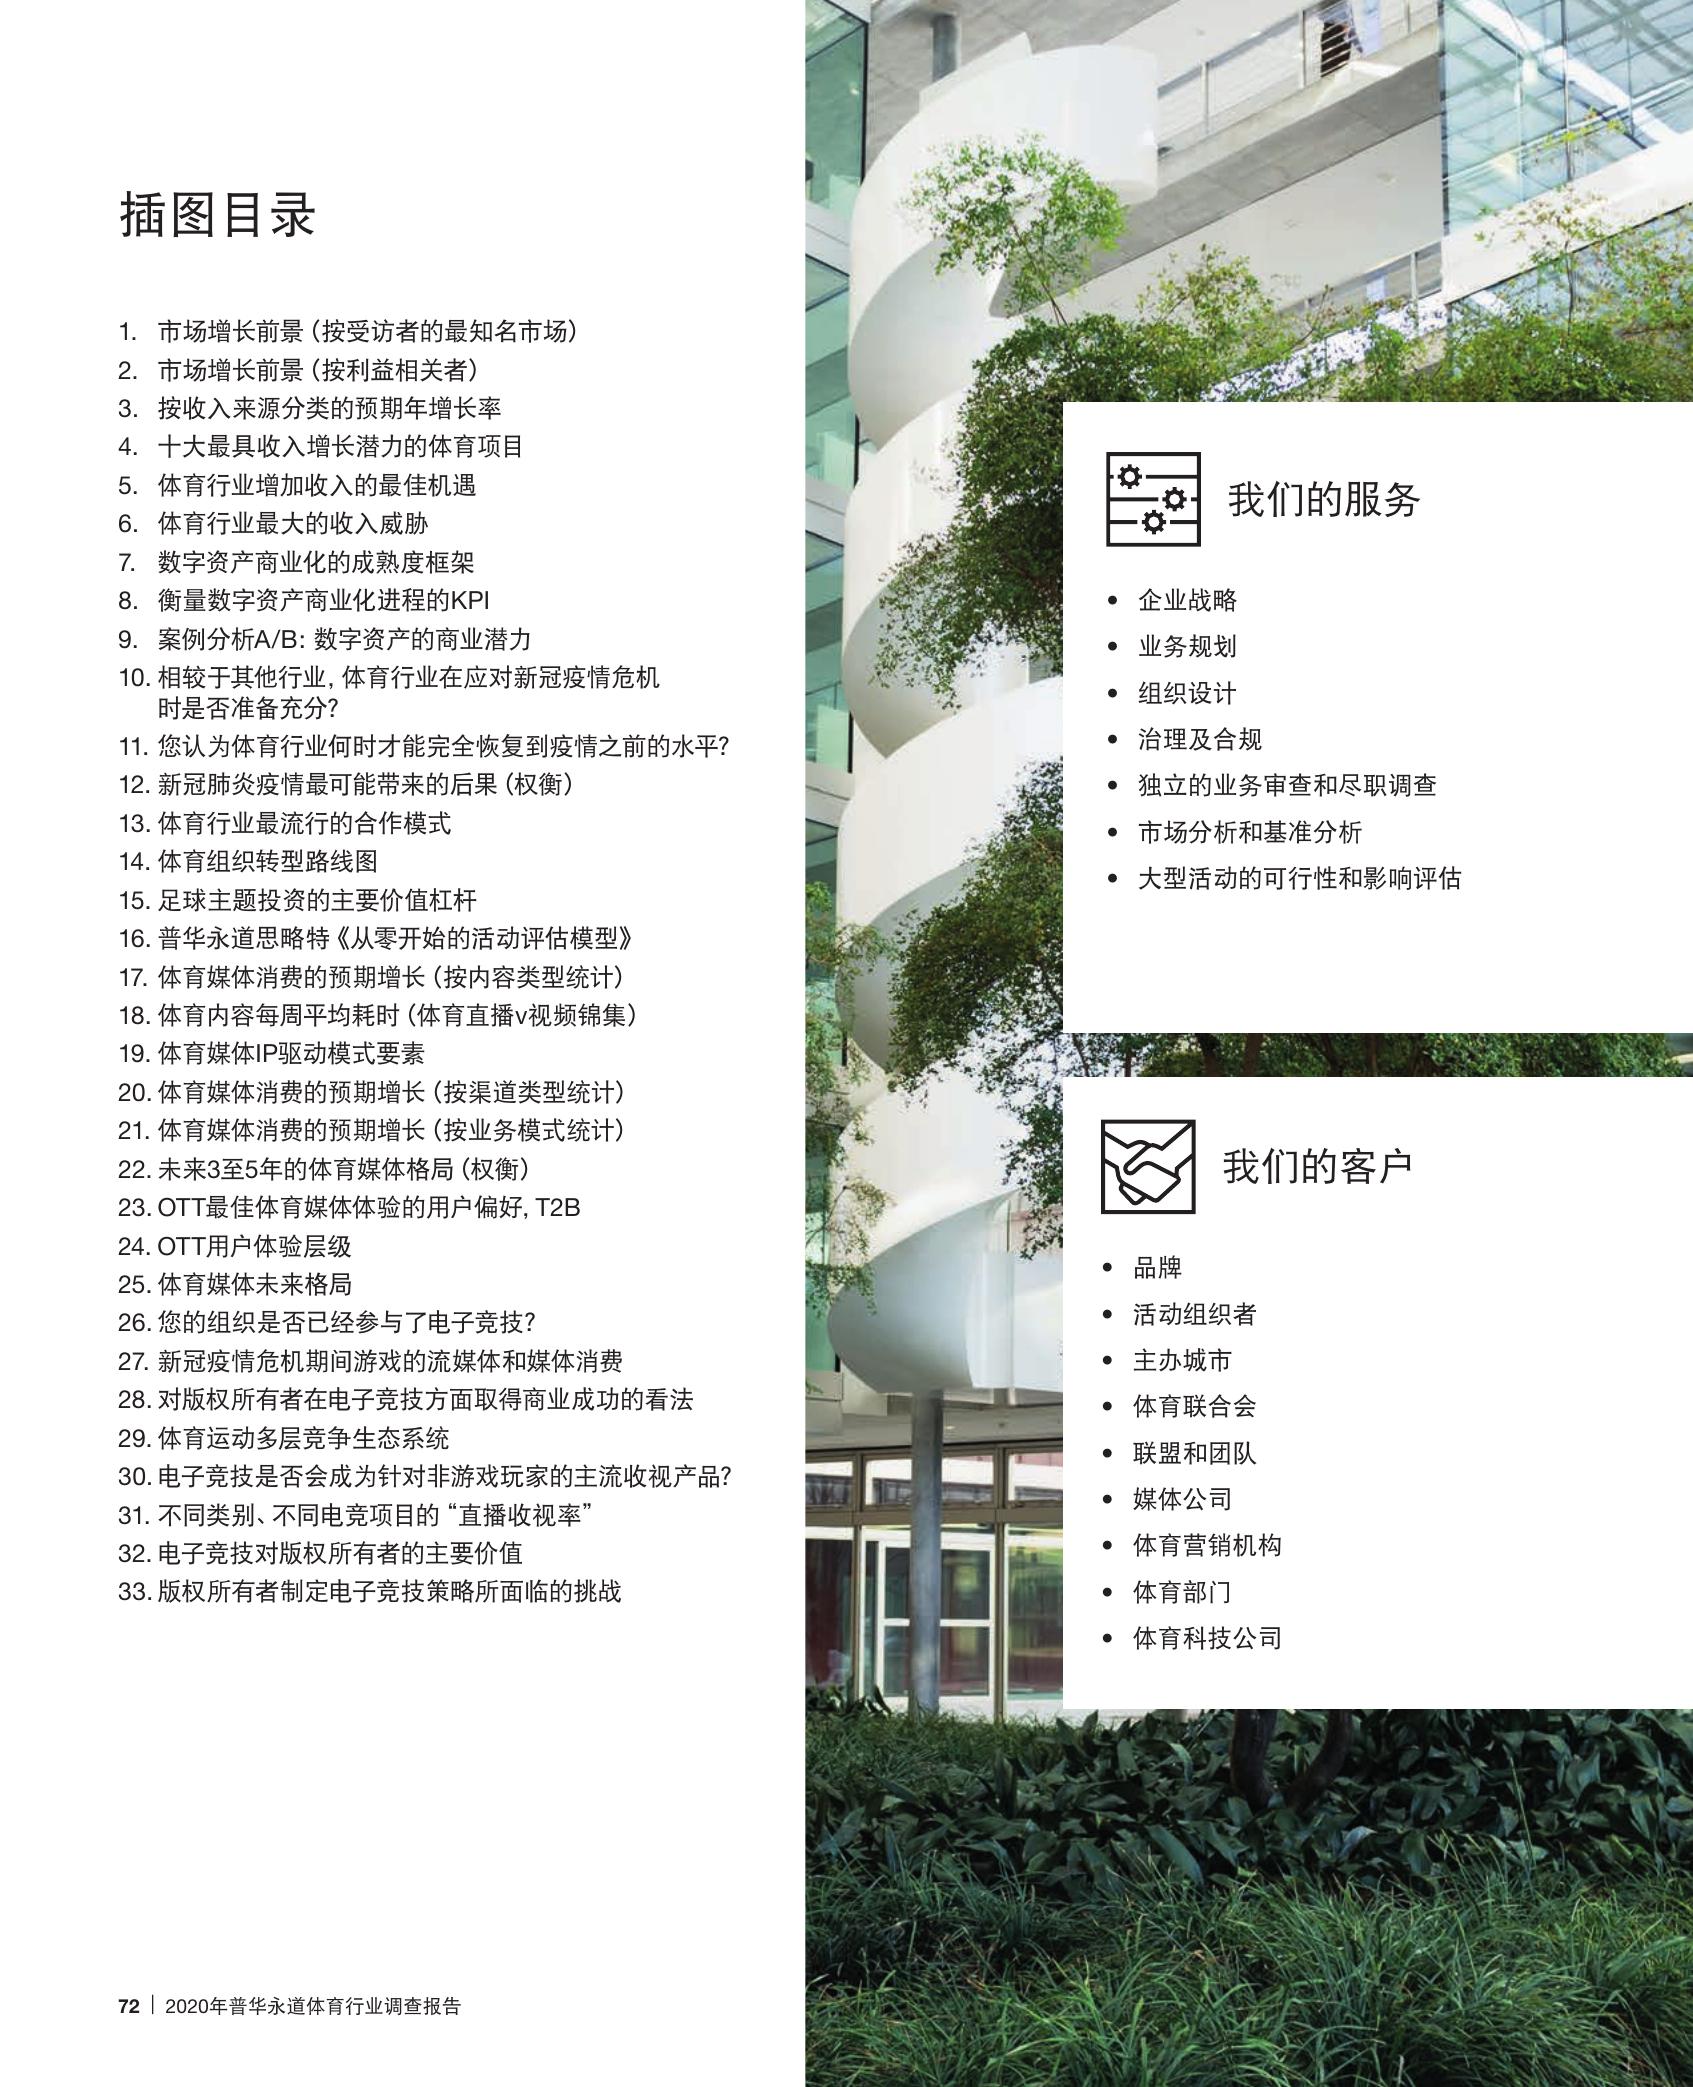 插图目录
1. 市场增长前景（按受访者的最知名市场）
2. 市场增长前景（按利益相关者）
3. 按收入来源分类的预期年增长率
4. 十大最具收入增长潜力的体育项目
5. 体育行业增加收入的最佳机遇
6. 体育行业最大的收入威胁
7. 数字资产商业化的成熟度框架
8. 衡量数字资产商业化进程的KPI
9. 案例分析A/B：数字资产的商业潜力
10. 相较于其他行业，体育行业在应对新冠疫情危机
时是否准备充分？
11. 您认为体育行业何时才能完全恢复到疫情之前的水平？
12. 新冠肺炎疫情最可能带来的后果（权衡）
13. 体育行业最流行的合作模式
14. 体育组织转型路线图
15. 足球主题投资的主要价值杠杆
16. 普华永道思略特《从零开始的活动评估模型》
17. 体育媒体消费的预期增长（按内容类型统计）
18. 体育内容每周平均耗时（体育直播v视频锦集）
19. 体育媒体IP驱动模式要素
20. 体育媒体消费的预期增长（按渠道类型统计）
21. 体育媒体消费的预期增长（按业务模式统计）
22. 未来3至5年的体育媒体格局（权衡）
23. OTT最佳体育媒体体验的用户偏好，T2B
24. OTT用户体验层级
25. 体育媒体未来格局
26. 您的组织是否已经参与了电子竞技？
27. 新冠疫情危机期间游戏的流媒体和媒体消费
28. 对版权所有者在电子竞技方面取得商业成功的看法
29. 体育运动多层竞争生态系统
30. 电子竞技是否会成为针对非游戏玩家的主流收视产品？
31. 不同类别、不同电竞项目的“直播收视率”
32. 电子竞技对版权所有者的主要价值
33. 版权所有者制定电子竞技策略所面临的挑战
我们的服务
• 企业战略
• 业务规划
• 组织设计
• 治理及合规
• 独立的业务审查和尽职调查
• 市场分析和基准分析
• 大型活动的可行性和影响评估
我们的客户
• 品牌
• 活动组织者
• 主办城市
• 体育联合会
• 联盟和团队
• 媒体公司
• 体育营销机构
• 体育部门
• 体育科技公司
72 | 2020年普华永道体育行业调查报告